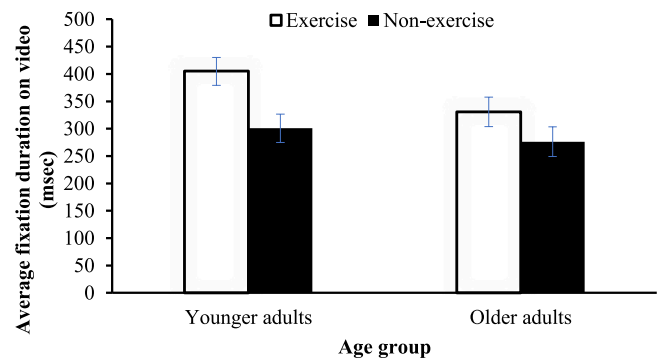 Exercise Non-exercise
Average fixation duration on video
(msec)
500
450
400
350
300
250
200
150
100
50
0
Younger adults Older adults
Age group